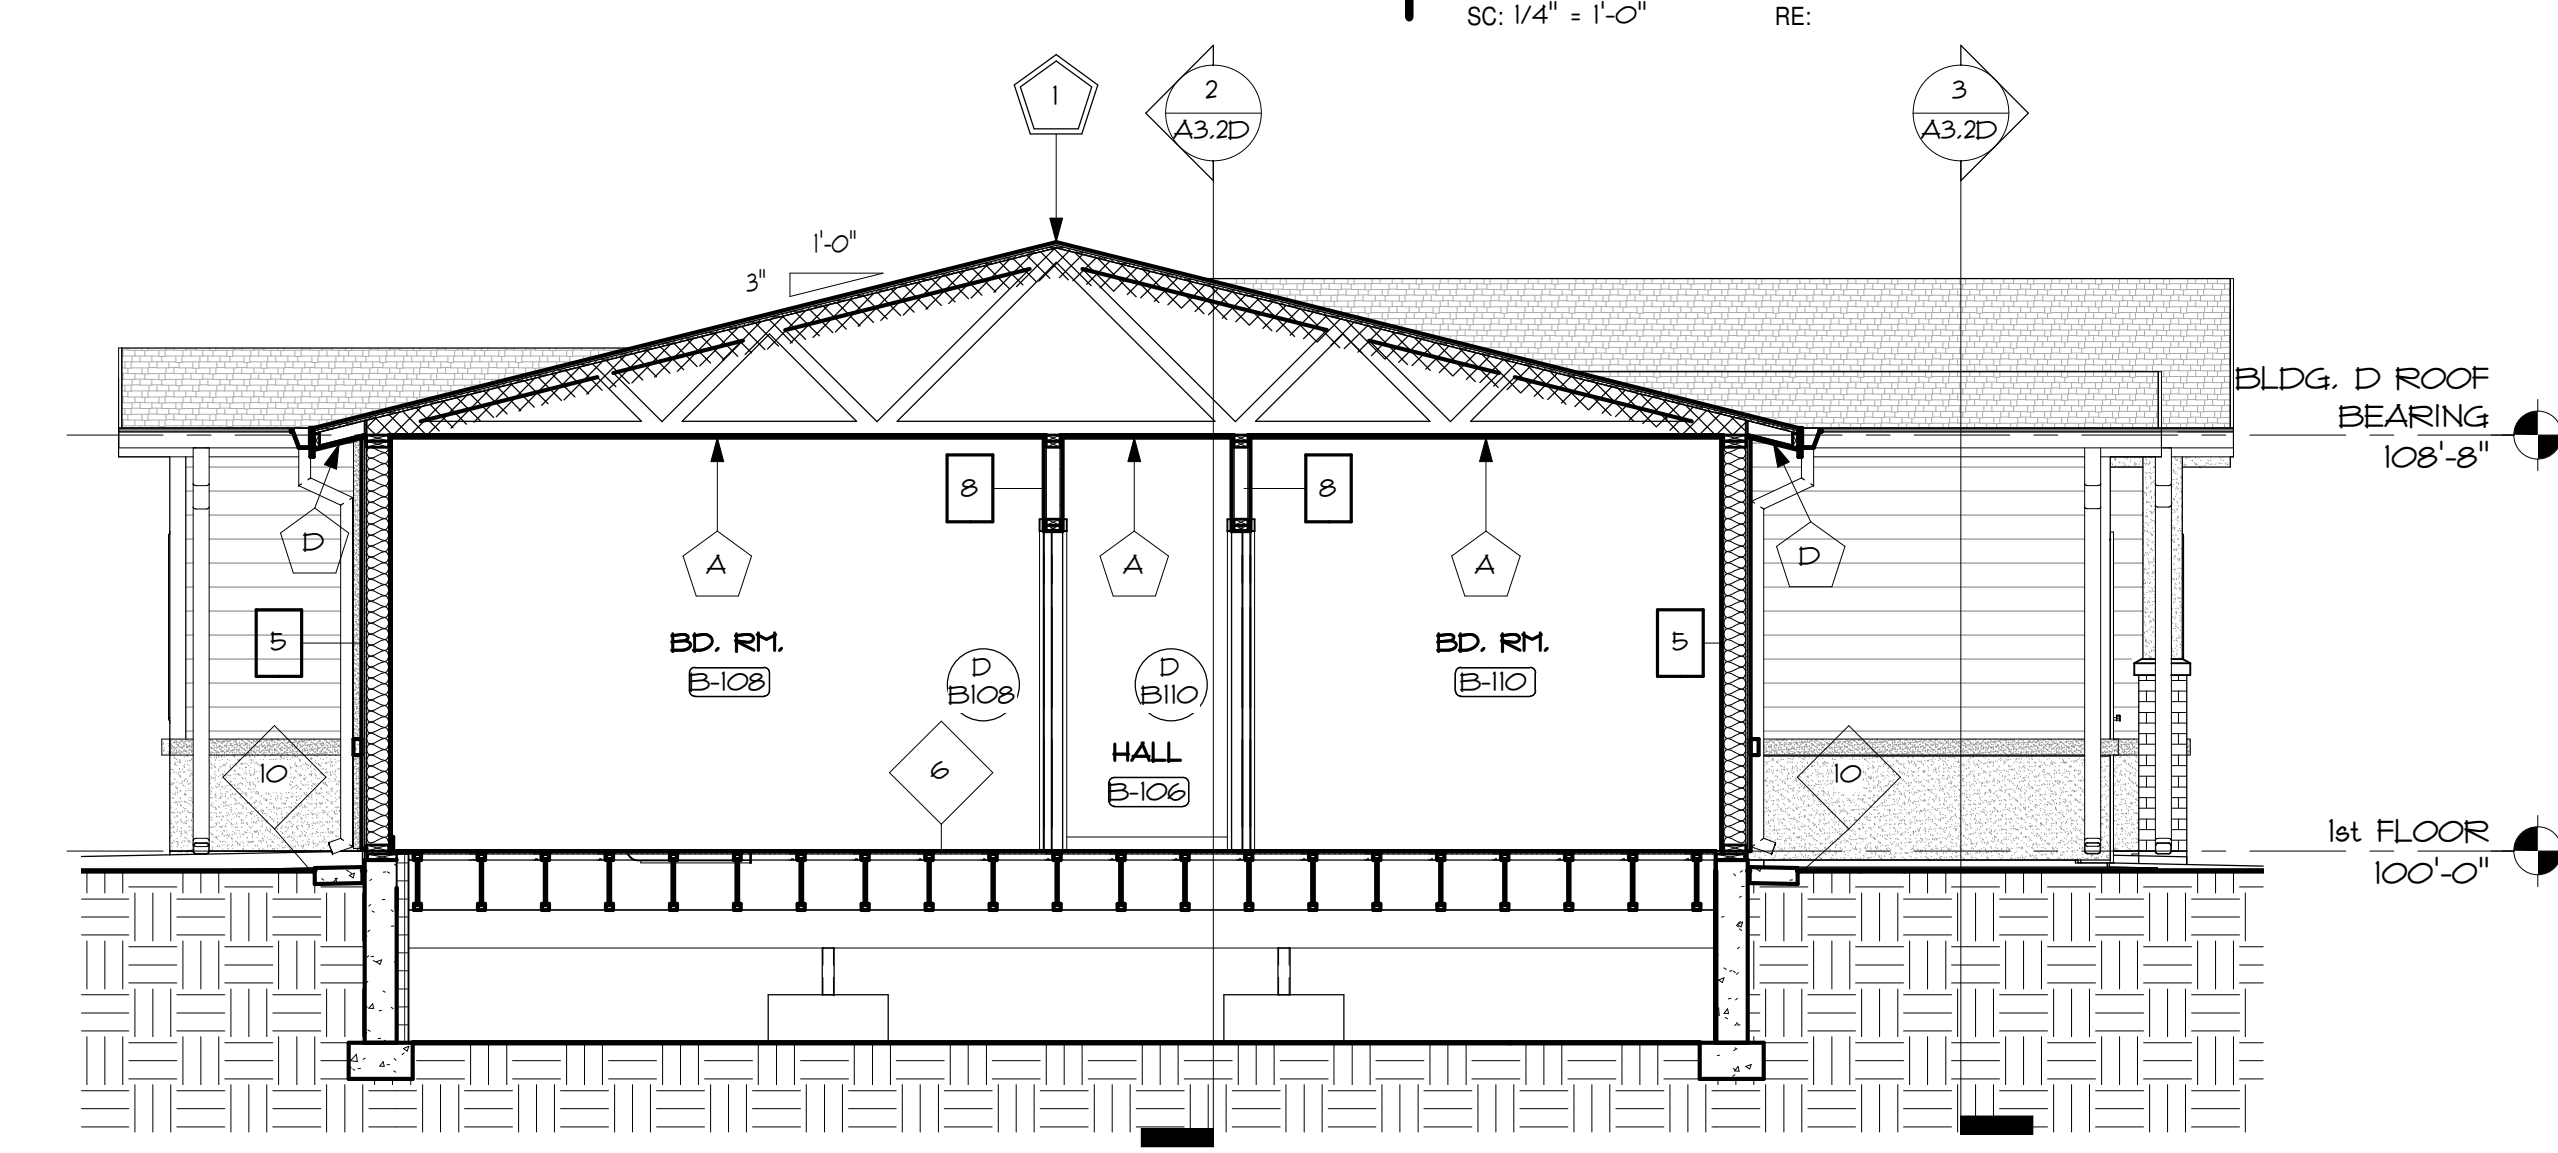 SC: 1/4" = 1'-0" RE:
1
2
A3.2D
3
A3.2D
1'-0"
3"
BLDG. D ROOF
BEARING
108'-8"
8
8
D
A
A
A
D
5
BD. RM.
B-108
D
B108
D
B110
BD. RM.
B-110
5
10
6
HALL
B-106
10
1st FLOOR
100'-0"